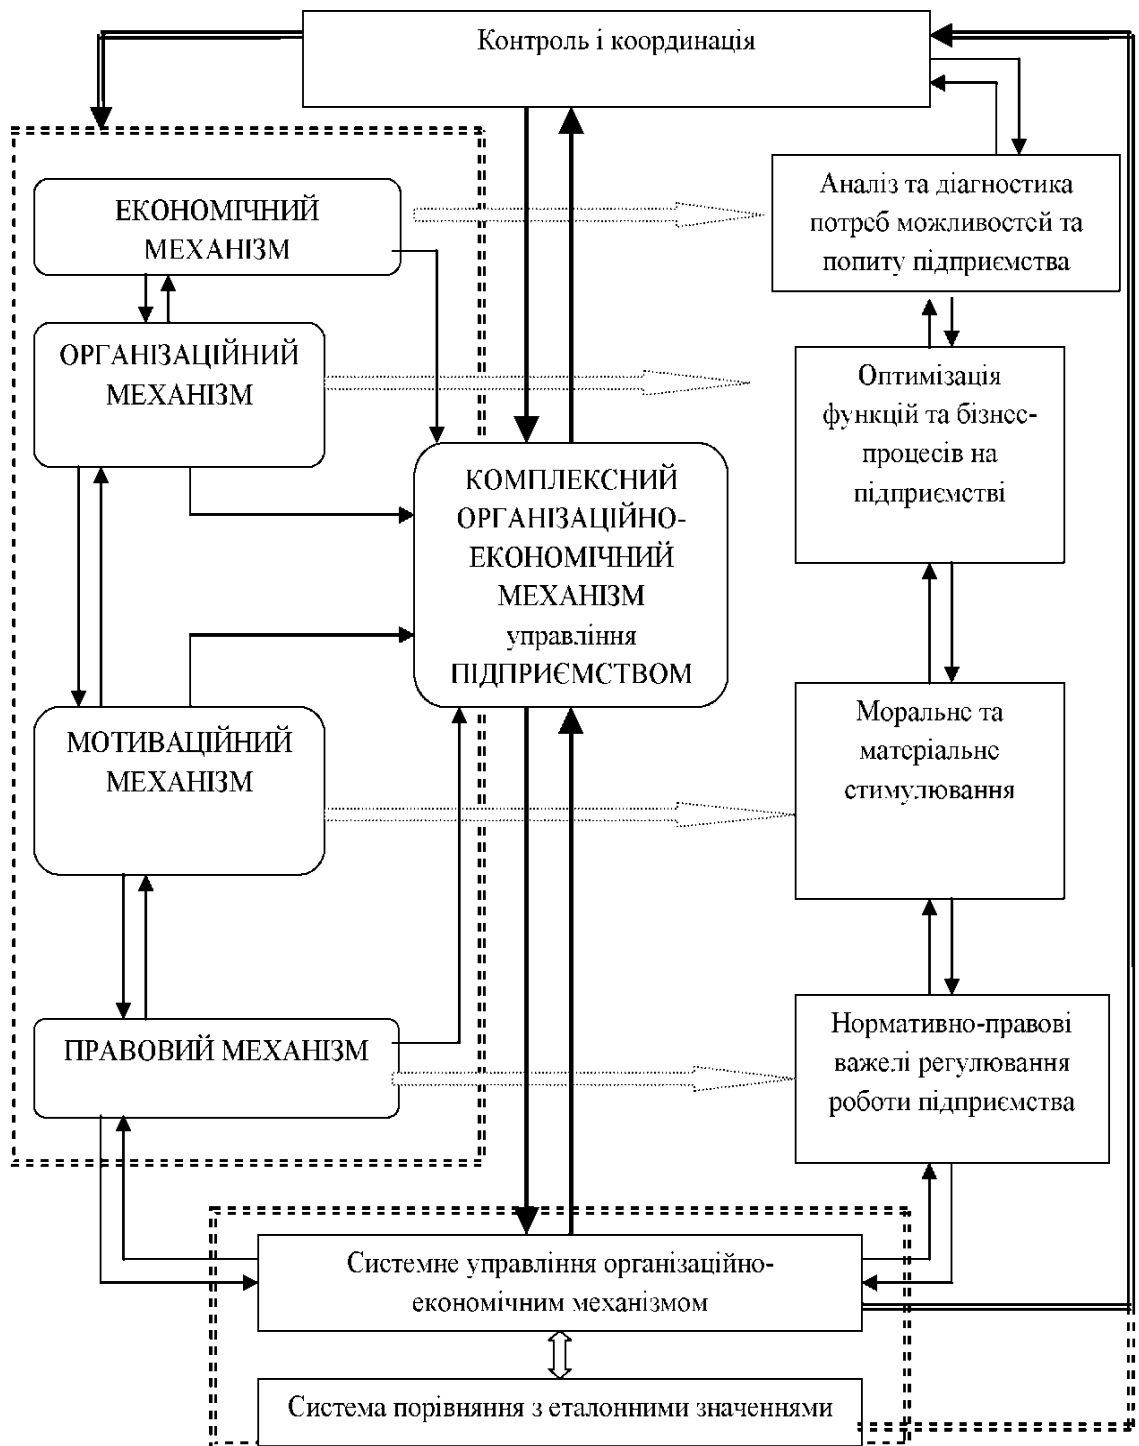 Контроль і координація
ЕКОНОМІЧНИЙ
МЕХАНІЗМ
Аналіз та діагностика
потреб можливостей та
попиту підприємства
ОРГАНІЗАЦІЙНИЙ
МЕХАНІЗМ
Оптимізація
функцій та бізнес-
процесів на
підприємстві
КОМПЛЕКСНИЙ
ОРГАНІЗАЦІЙНО-
ЕКОНОМІЧНИЙ
МЕХАНІЗМ
управління
ПІДПРИЄМСТВОМ
МОТИВАЦІЙНИЙ
МЕХАНІЗМ
Моральне та
матеріальне
стимулювання
ПРАВОВИЙ МЕХАНІЗМ
Нормативно-правові
важелі регулювання
роботи підприємства
Системне управління організаційно-
економічним механізмом
Система порівняння з еталонними значеннями